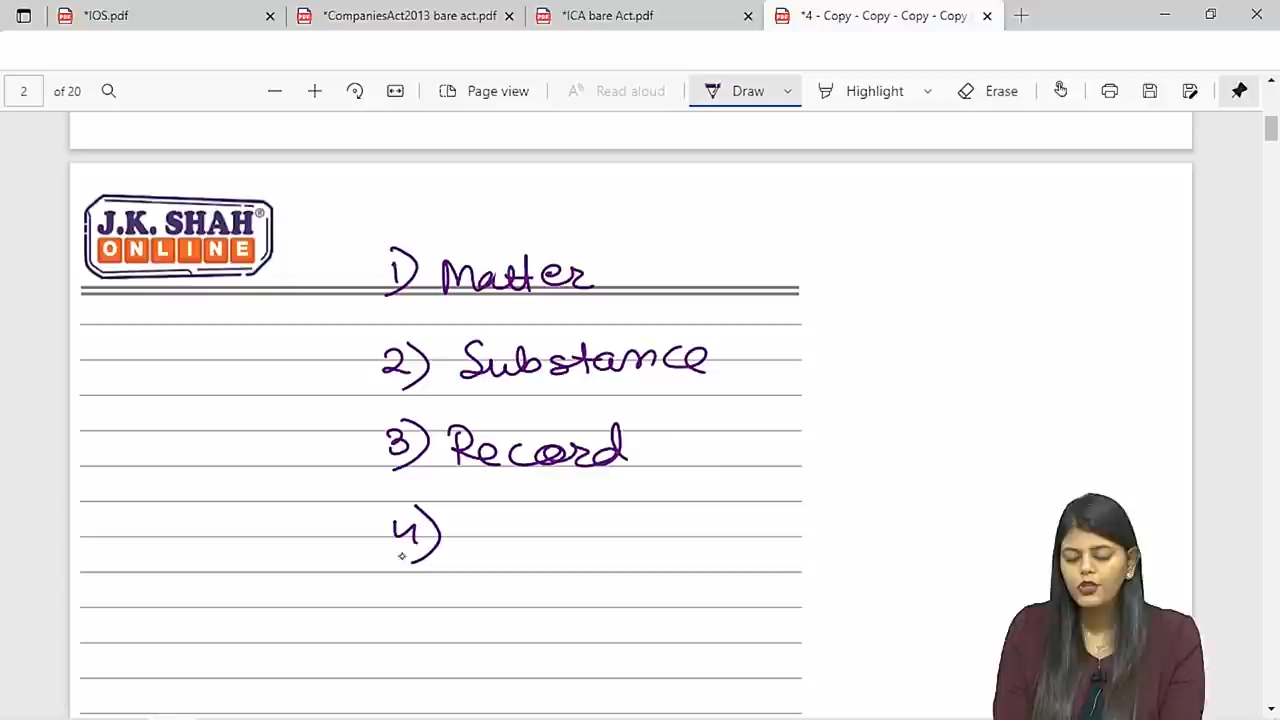 *IOS.pdf
*CompaniesAct2013 bare act.pdf
*ICA bare Act.pdf
*4 - Copy - Copy - Copy - Copy
2 of 20
Page view
Read aloud
Draw
Highlight
Erase
J.K. SHAH®
ONLINE
1) Matter
2) Substance
3) Record
4)